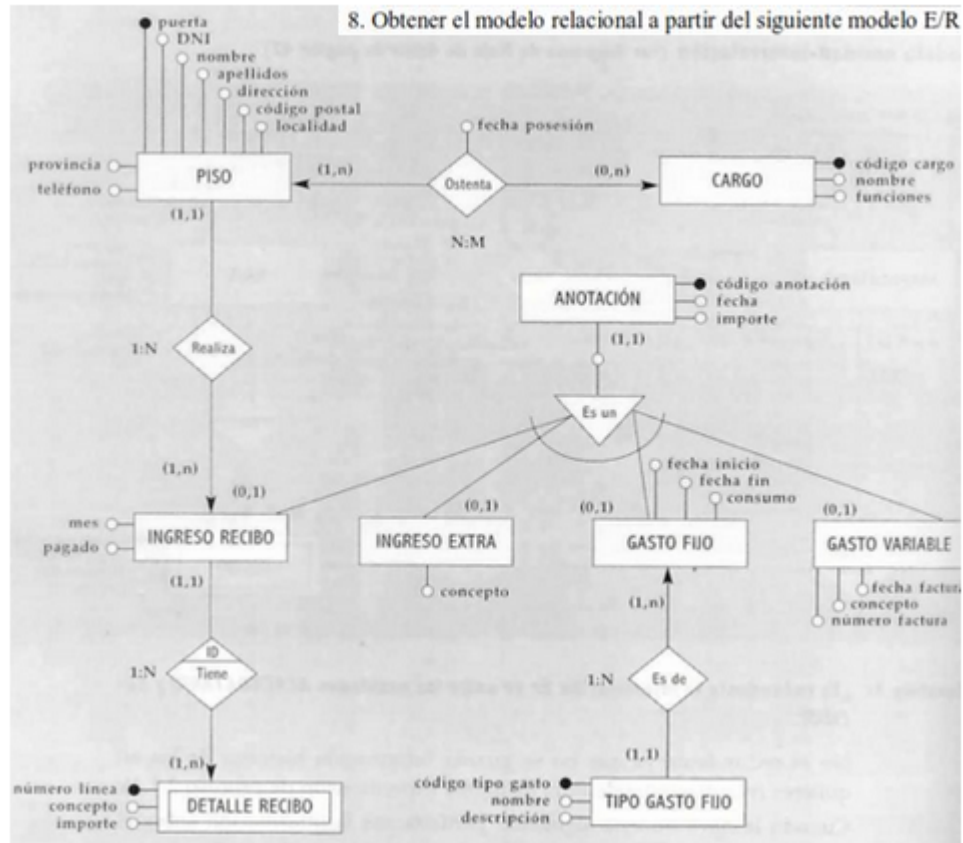 8. Obtener el modelo relacional a partir del siguiente modelo E/R
puerta
DNI
nombre
apellidos
dirección
código postal
localidad
provincia
teléfono
PISO
(1,n)
fecha posesión
Ostenta
N:M
(0,n)
CARGO
código cargo
nombre
funciones
(1,1)
ANOTACIÓN
código anotación
fecha
importe
(1,1)
1:N
Realiza
Es un
(1,n)
(0,1)
mes
pagado
INGRESO RECIBO
(0,1)
INGRESO EXTRA
concepto
(0,1)
fecha inicio
fecha fin
consumo
GASTO FIJO
(0,1)
GASTO VARIABLE
fecha factura
concepto
número factura
(1,1)
(1,n)
1:N
ID
Tiene
1:N
Es de
(1,n)
(1,1)
número línea
concepto
importe
DETALLE RECIBO
código tipo gasto
nombre
descripción
TIPO GASTO FIJO